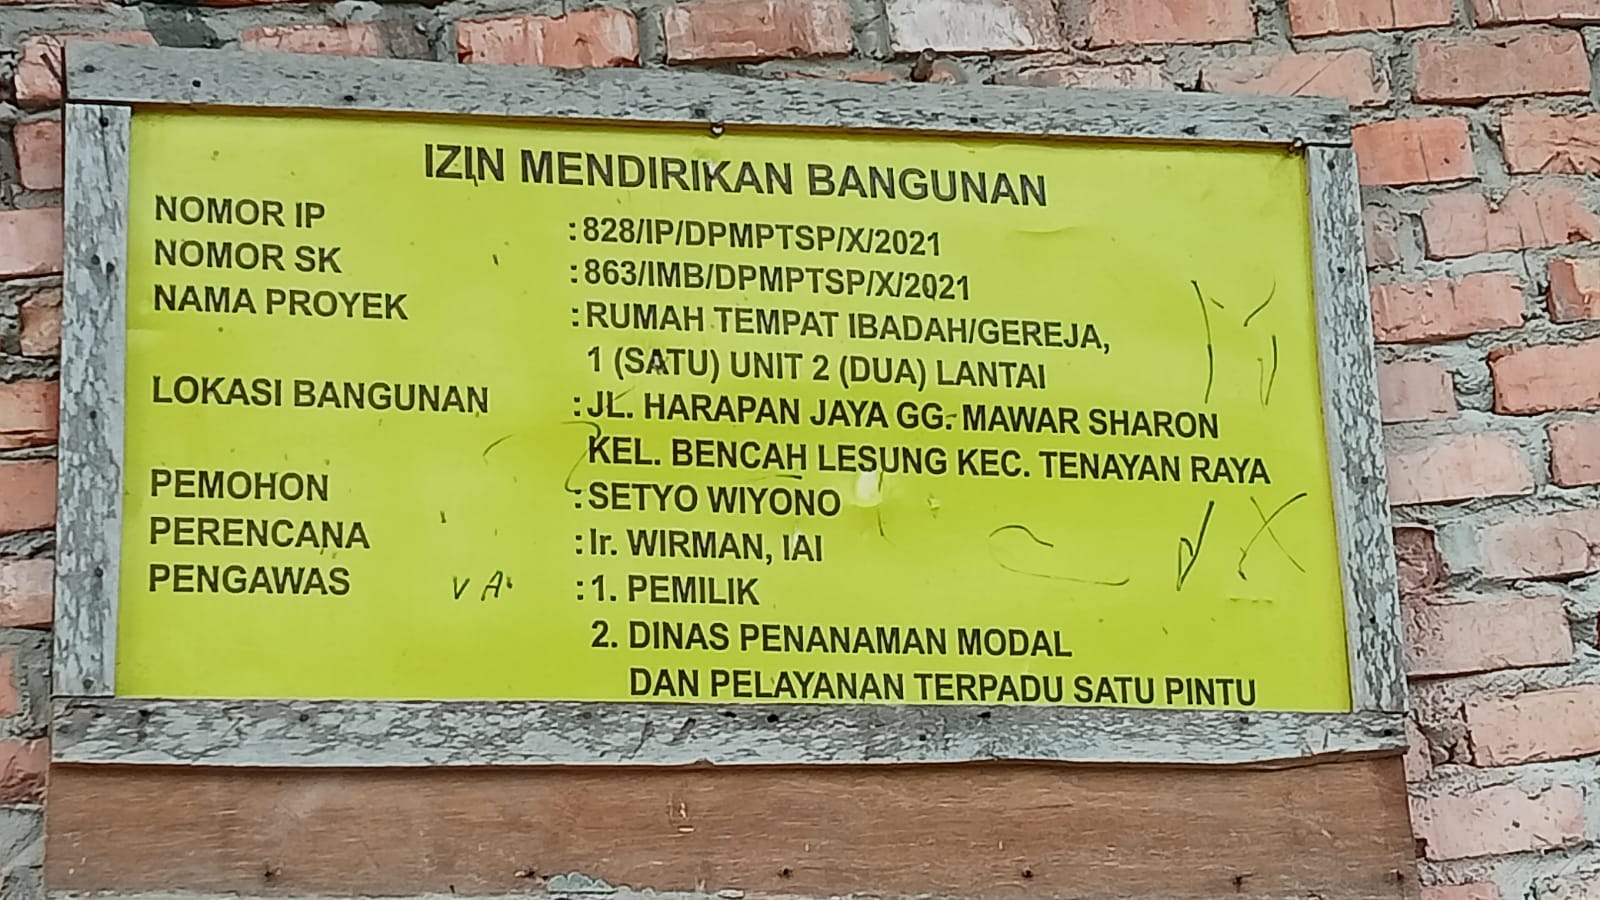 IZIN MENDIRIKAN BANGUNAN
NOMOR IP : 828/IP/DPMPTSP/X/2021
NOMOR SK : 863/IMB/DPMPTSP/X/2021
NAMA PROYEK : RUMAH TEMPAT IBADAH/GEREJA,
1 (SATU) UNIT 2 (DUA) LANTAI
LOKASI BANGUNAN : JL. HARAPAN JAYA GG. MAWAR SHARON
KEL. BENCAH LESUNG KEC. TENAYAN RAYA
PEMOHON : SETYO WIYONO
PERENCANA : Ir. WIRMAN, IAI
PENGAWAS : 1. PEMILIK
2. DINAS PENANAMAN MODAL
DAN PELAYANAN TERPADU SATU PINTU